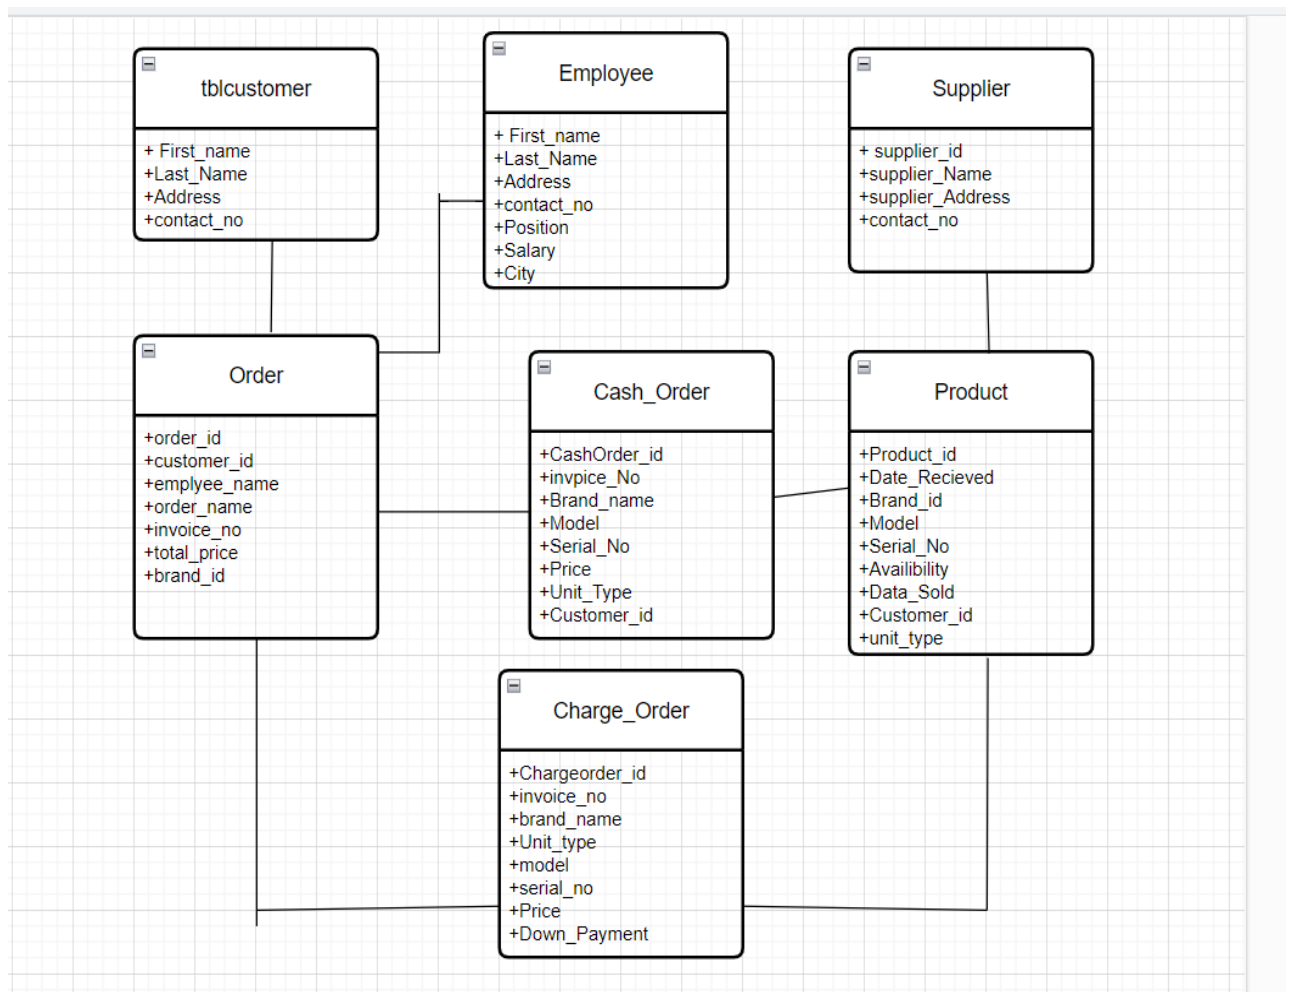 tblcustomer
+ First_name
+Last_Name
+Address
+contact_no
Employee
+ First_name
+Last_Name
+Address
+contact_no
+Position
+Salary
+City
Supplier
+ supplier_id
+supplier_Name
+supplier_Address
+contact_no
Order
+order_id
+customer_id
+emplyee_name
+order_name
+invoice_no
+total_price
+brand_id
Cash_Order
+CashOrder_id
+invpice_No
+Brand_name
+Model
+Serial_No
+Price
+Unit_Type
+Customer_id
Product
+Product_id
+Date_Recieved
+Brand_id
+Model
+Serial_No
+Availibility
+Data_Sold
+Customer_id
+unit_type
Charge_Order
+Chargeorder_id
+invoice_no
+brand_name
+Unit_type
+model
+serial_no
+Price
+Down_Payment